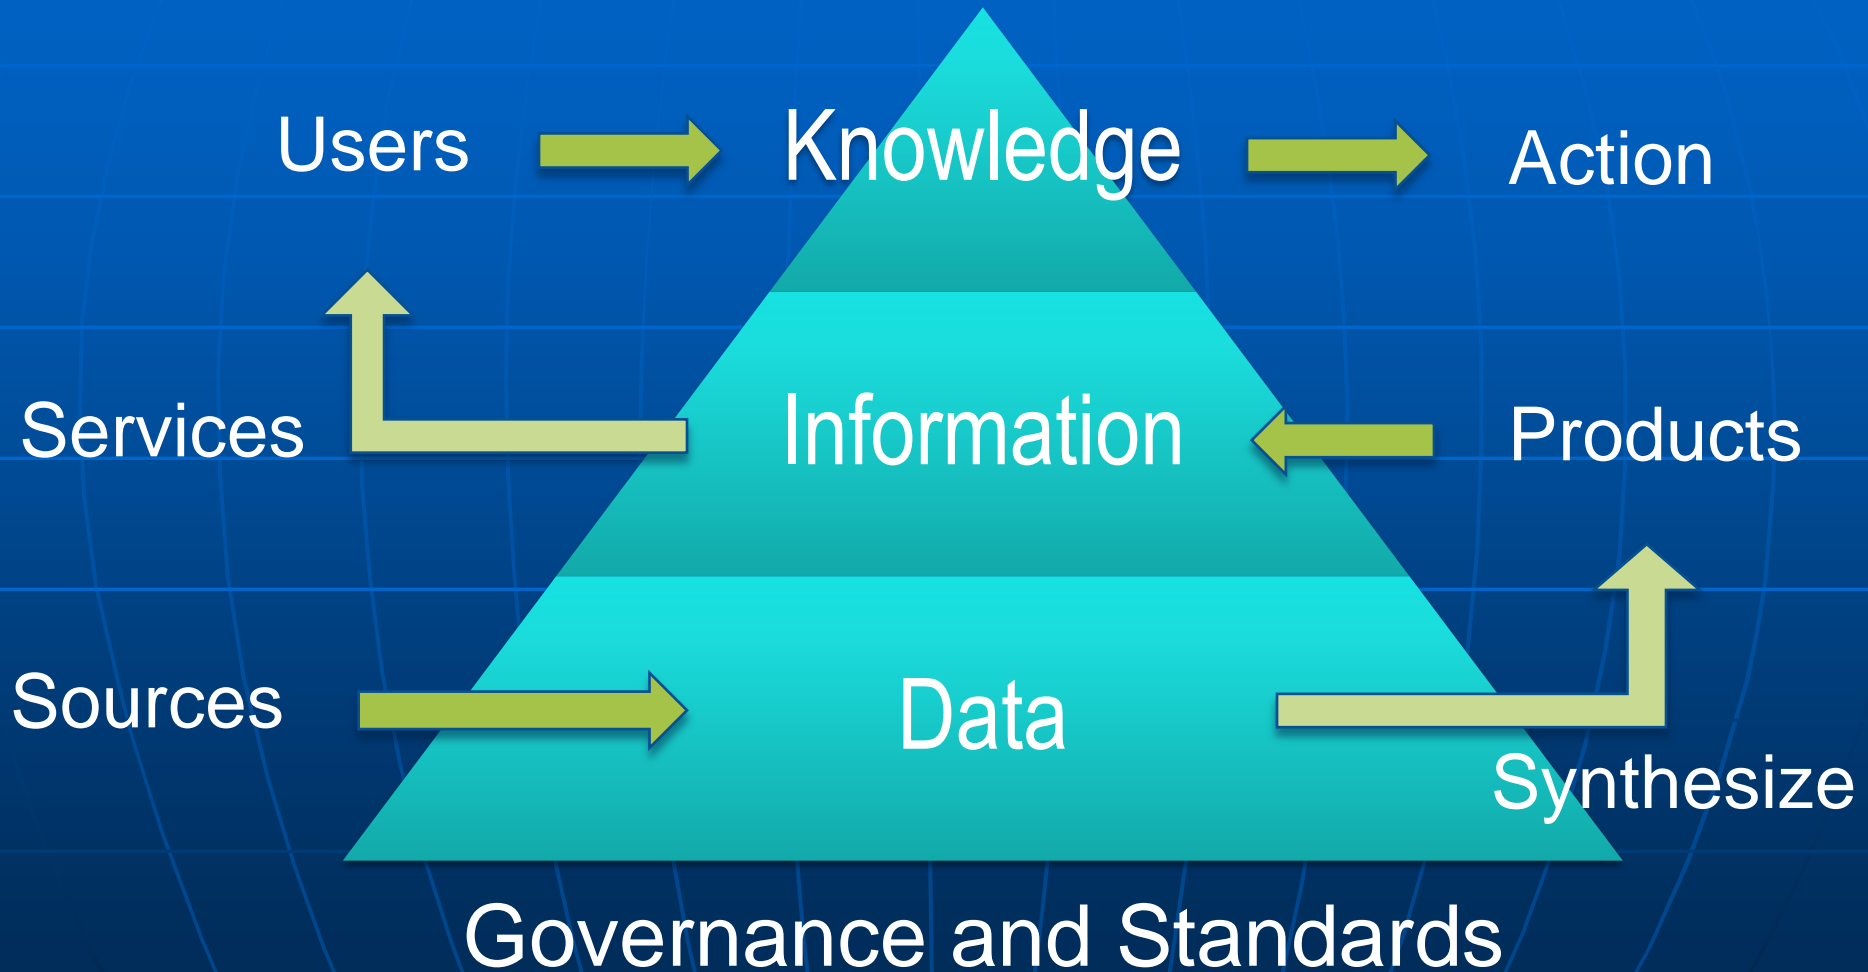 Users
Knowledge
Action
Services
Information
Products
Sources
Data
Synthesize
Governance and Standards